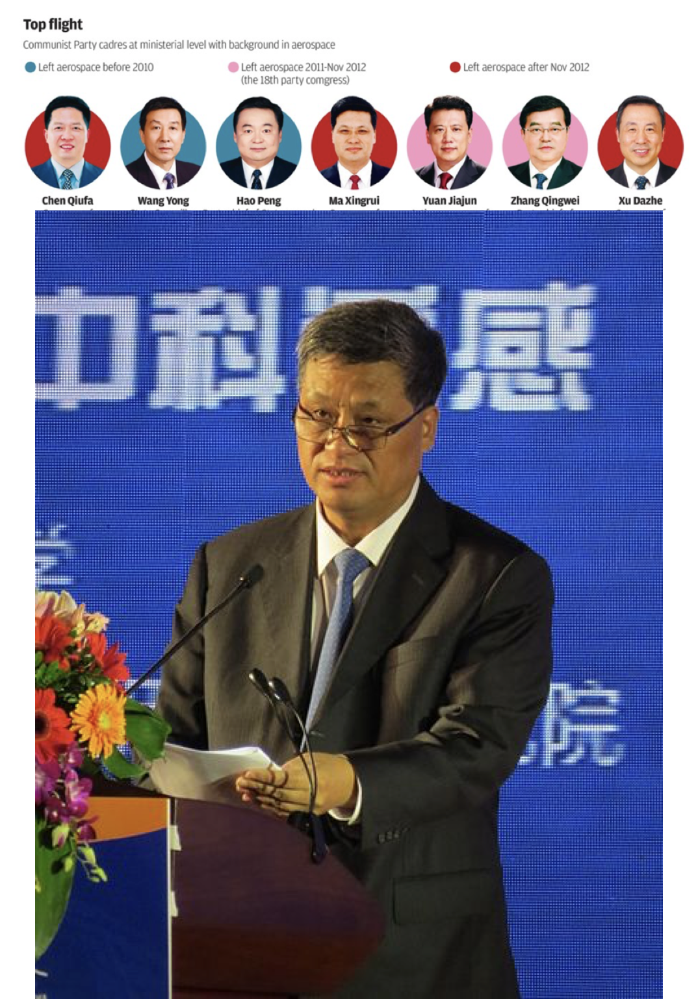 Top flight
Communist Party cadres at ministerial level with background in aerospace
Left aerospace before 2010
Left aerospace 2011-Nov 2012
(the 18th party comgress)
Left aerospace after Nov 2012
Chen Qiufa
Wang Yong
Hao Peng
Ma Xingrui
Yuan Jiajun
Zhang Qingwei
Xu Dazhe
中科 感
院